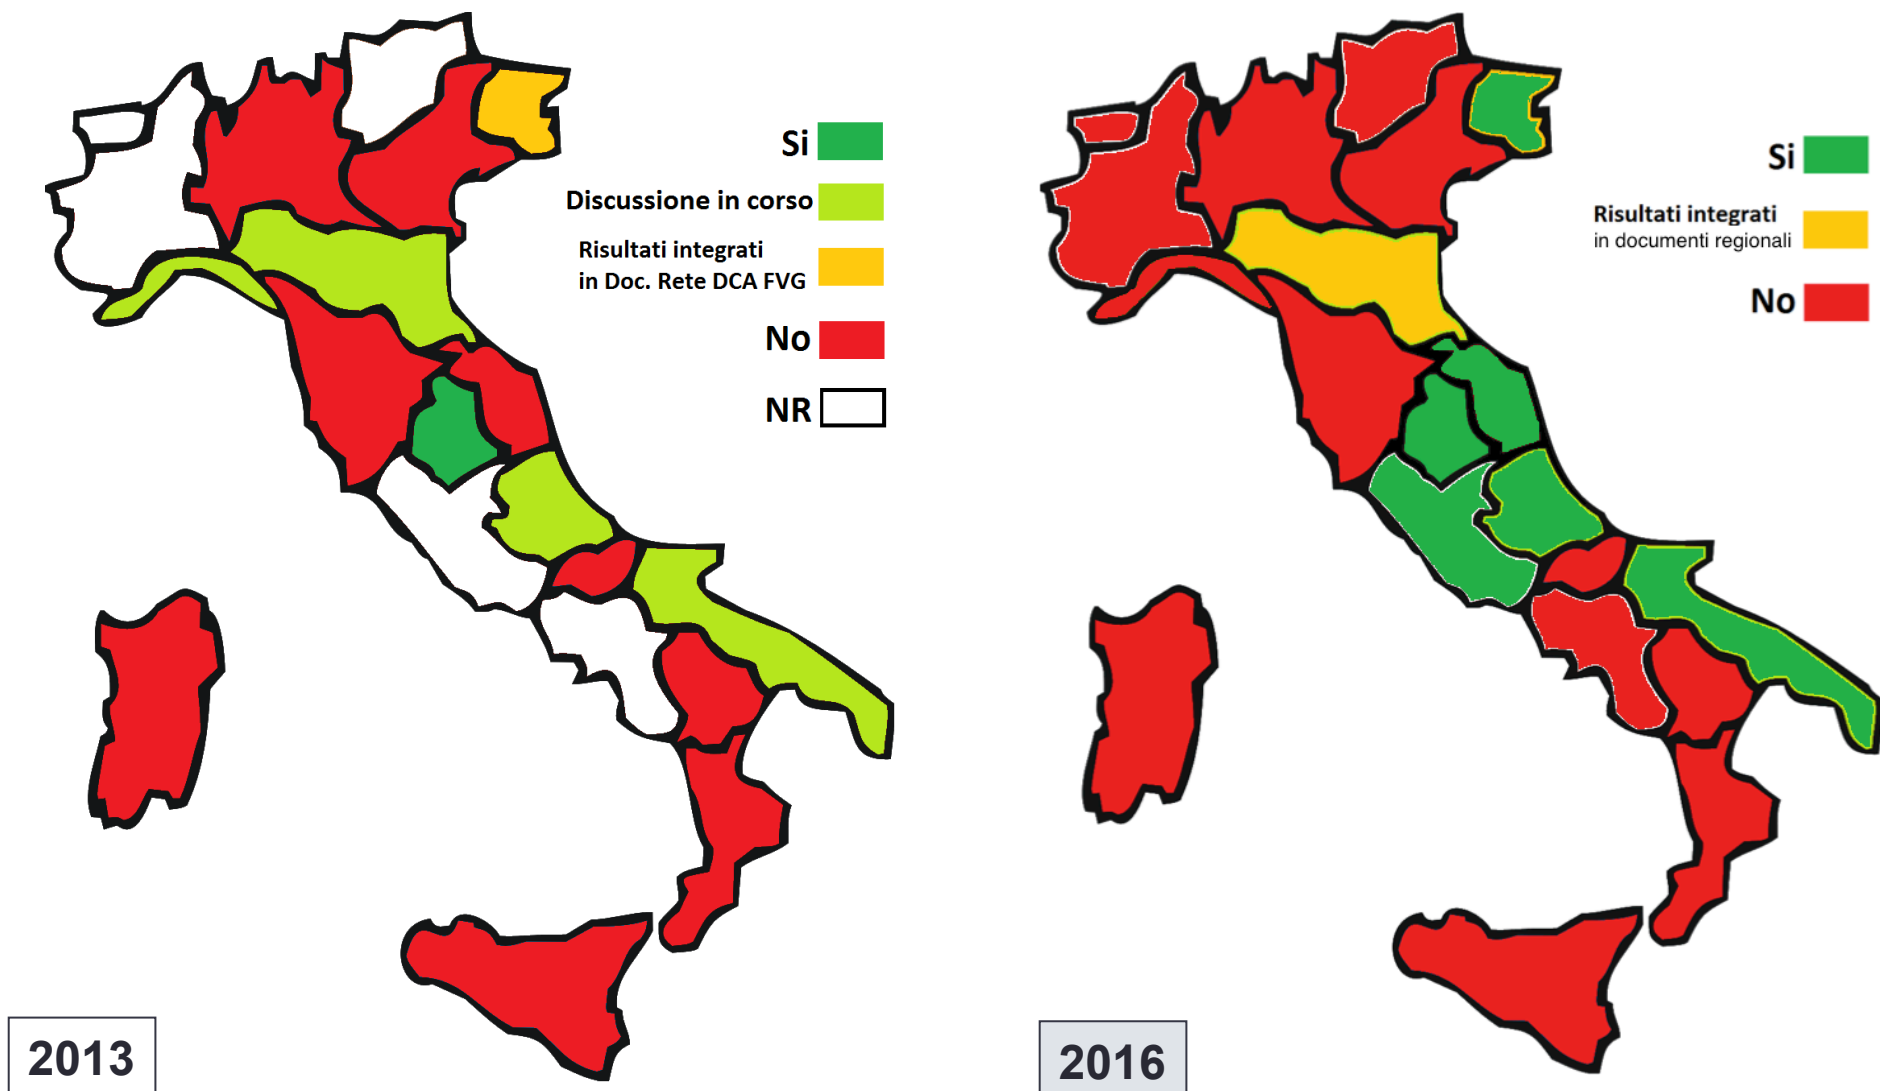 Si
Discussione in corso
Risultati integrati
in Doc. Rete DCA FVG
No
NR
2013
Si
Risultati integrati
in documenti regionali
No
2016